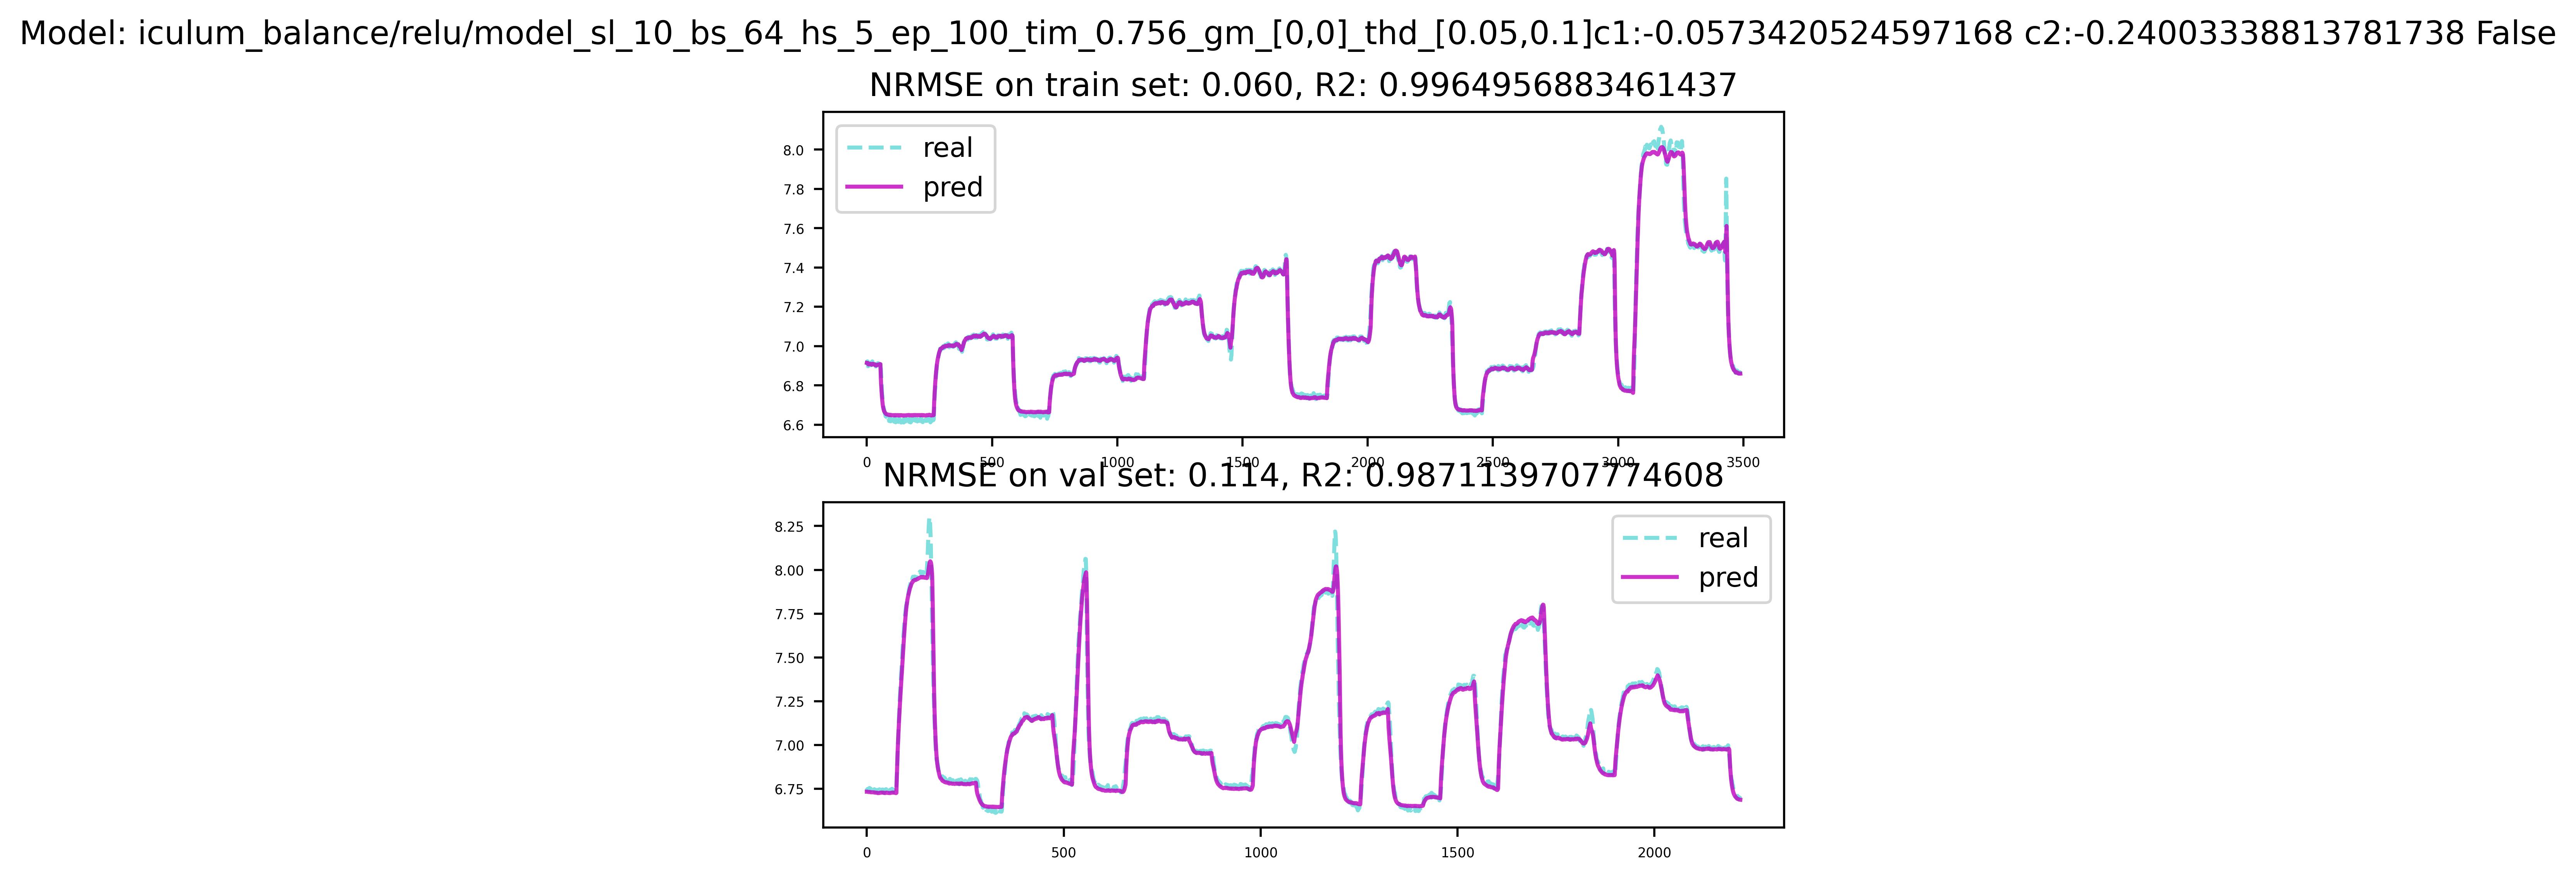 Model: iculum_balance/relu/model_sl_10_bs_64_hs_5_ep_100_tim_0.756_gm_[0,0]_thd_[0.05,0.1]c1:-0.0573420524597168 c2:-0.24003338813781738 False
NRMSE on train set: 0.060, R2: 0.9964956883461437
real
pred
8.0
7.8
7.6
7.4
7.2
7.0
6.8
6.6
0 500 1000 1500 2000 2500 3000 3500
NRMSE on val set: 0.114, R2: 0.9871139707774608
real
pred
8.25
8.00
7.75
7.50
7.25
7.00
6.75
0 500 1000 1500 2000